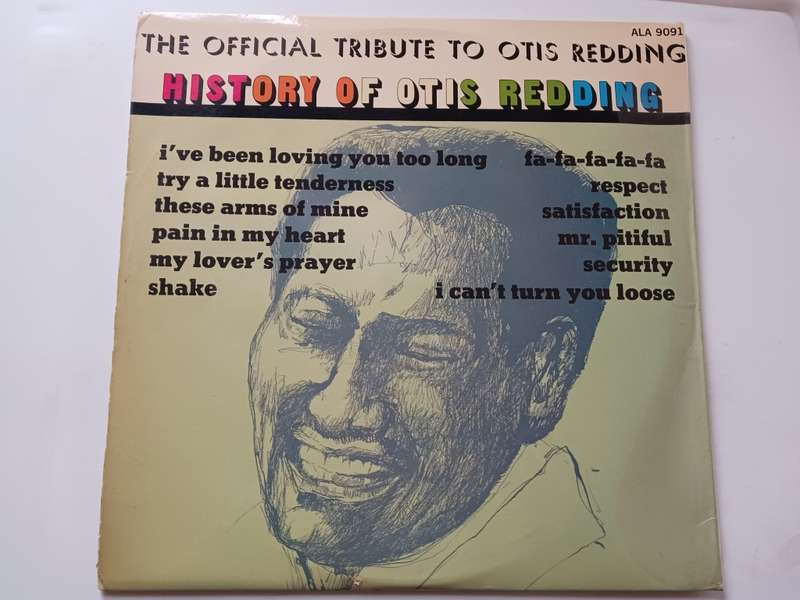 ALA 9091
THE OFFICIAL TRIBUTE TO OTIS REDDING
HISTORY OF OTIS REDDING
i've been loving you too long
try a little tenderness
these arms of mine
pain in my heart
my lover's prayer
shake
fa-fa-fa-fa-fa
respect
satisfaction
mr. pitiful
security
i can't turn you loose